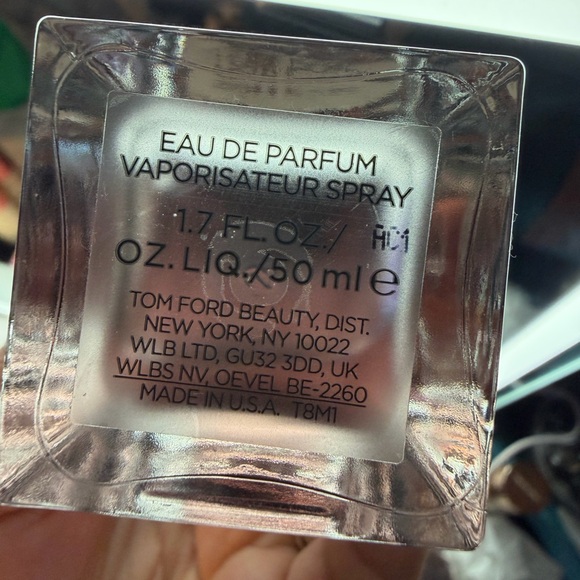 EAU DE PARFUM
VAPORISATEUR SPRAY
1.7 FL. OZ./ AC1
OZ. LIQ./50 ml e
TOM FORD BEAUTY, DIST.
NEW YORK, NY 10022
WLB LTD, GU32 3DD, UK
WLBS NV, OEVEL BE-2260
MADE IN U.S.A. T8M1